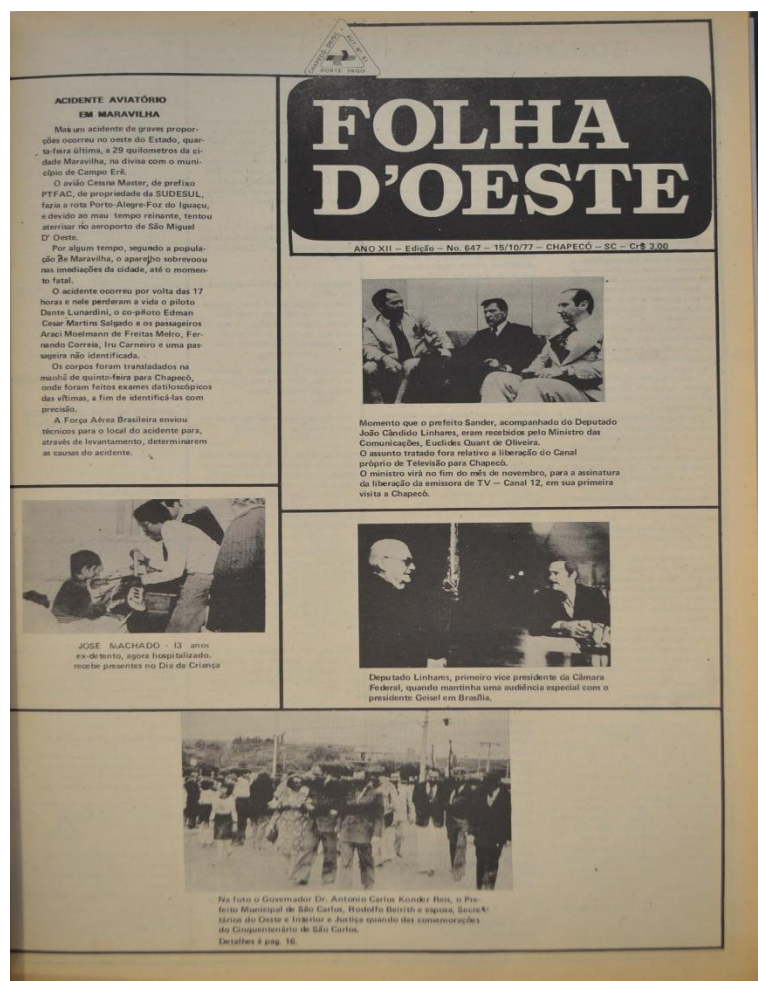 CHAPECÓ
PORTE PAGO
FOLHA
D'OESTE
ANO XII — Edição — No. 647 — 15/10/77 — CHAPECÓ — SC — Cr$ 3,00
ACIDENTE AVIATÓRIO
EM MARAVILHA
Mais um acidente de graves propor-
ções ocorreu no oeste do Estado, quar-
ta-feira última, a 29 quilometros da ci-
dade Maravilha, na divisa com o muni-
cípio de Campo Erê.
O avião Cessna Master, de prefixo
PTFAC, de propriedade da SUDESUL,
fazia a rota Porto-Alegre-Foz do Iguaçu,
e devido ao mau tempo reinante, tentou
aterrisar no aeroporto de São Miguel
D' Oeste.
Por algum tempo, segundo a popula-
ção de Maravilha, o aparelho sobrevoou
nas imediações da cidade, até o momen-
to fatal.
O acidente ocorreu por volta das 17
horas e nele perderam a vida o piloto
Dante Lunardini, o co-piloto Edman
Cesar Martins Salgado e os passageiros
Araci Moelmann de Freitas Melro, Fer-
nando Correia, Iru Carneiro e uma pas-
sageira não identificada.
Os corpos foram transladados na
manhã de quinta-feira para Chapecó,
onde foram feitos exames datiloscópicos
das vítimas, a fim de identificá-las com
precisão.
A Força Aérea Brasileira enviou
técnicos para o local do acidente para,
através de levantamento, determinarem
as causas do acidente.
Momento que o prefeito Sander, acompanhado do Deputado
João Cândido Linhares, eram recebidos pelo Ministro das
Comunicações, Euclides Quant de Oliveira.
O assunto tratado fora relativo a liberação do Canal
próprio de Televisão para Chapecó.
O ministro virá no fim do mês de novembro, para a assinatura
da liberação da emissora de TV — Canal 12, em sua primeira
visita a Chapecó.
JOSÉ MACHADO - 13 anos
ex-detento, agora hospitalizado,
recebe presentes no Dia da Criança
Deputado Linhares, primeiro vice presidente da Câmara
Federal, quando mantinha uma audiência especial com o
presidente Geisel em Brasília.
Na foto o Governador Dr. Antonio Carlos Konder Reis, o Pre-
feito Municipal de São Carlos, Rodolfo Beirith e esposa, Secre-
tários do Oeste e Interior e Justiça quando das comemorações
do Cinquentenário de São Carlos.
Detalhes à pag. 16.